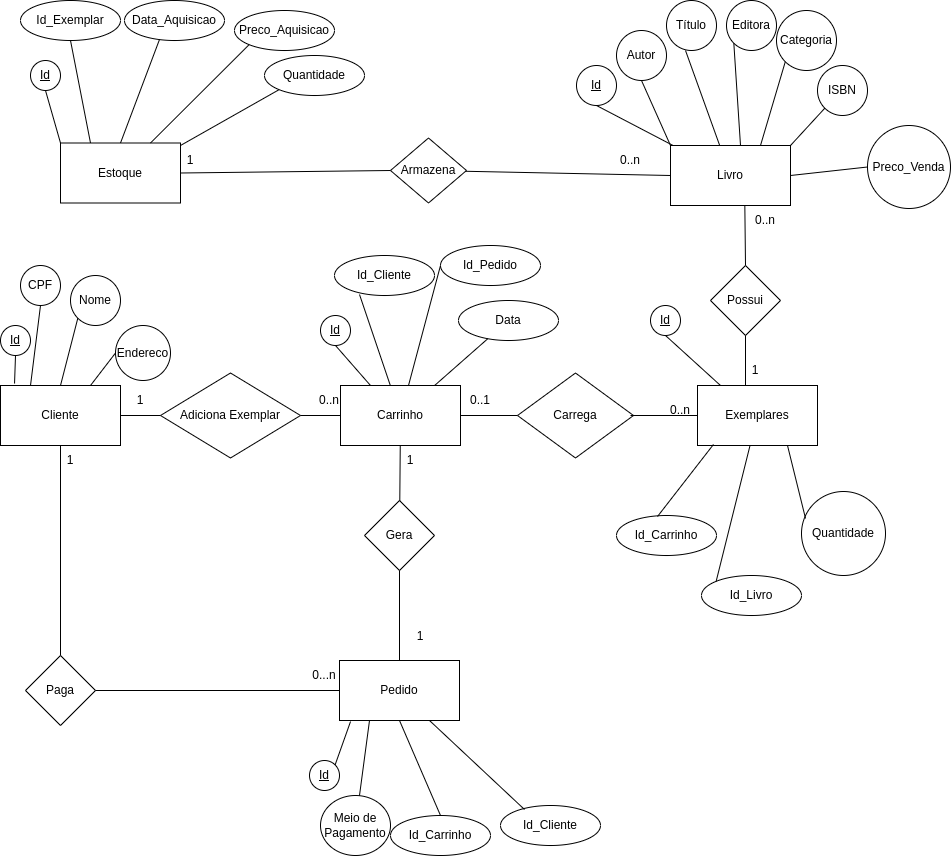 Id_Exemplar
Data_Aquisicao
Preco_Aquisicao
Quantidade
Id
Estoque
1
Armazena
0..n
Id
Autor
Título
Editora
Categoria
ISBN
Livro
Preco_Venda
0..n
Possui
1
CPF
Nome
Id
Endereco
Cliente
1
Adiciona Exemplar
0..n
Id_Cliente
Id_Pedido
Id
Data
Carrinho
0..1
Carrega
0..n
Id
Exemplares
Id_Carrinho
Quantidade
Id_Livro
1
1
Gera
1
Paga
0...n
Pedido
Id
Meio de
Pagamento
Id_Carrinho
Id_Cliente